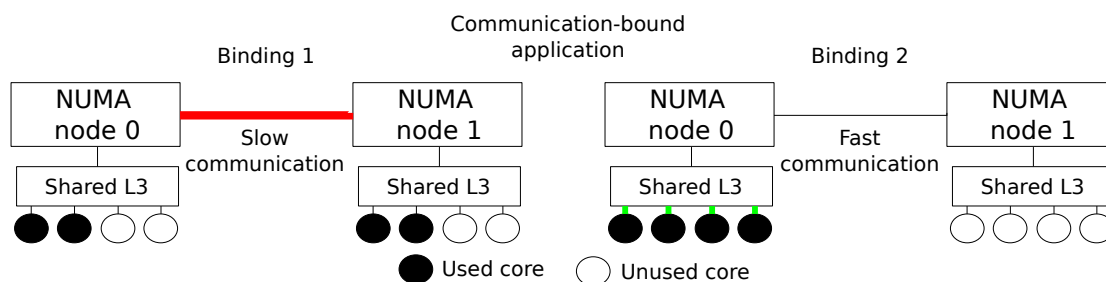 Communication-bound
application
Binding 1
Binding 2
NUMA
node 0
NUMA
node 1
NUMA
node 0
NUMA
node 1
Slow
communication
Fast
communication
Shared L3
Shared L3
Shared L3
Shared L3
Used core
Unused core